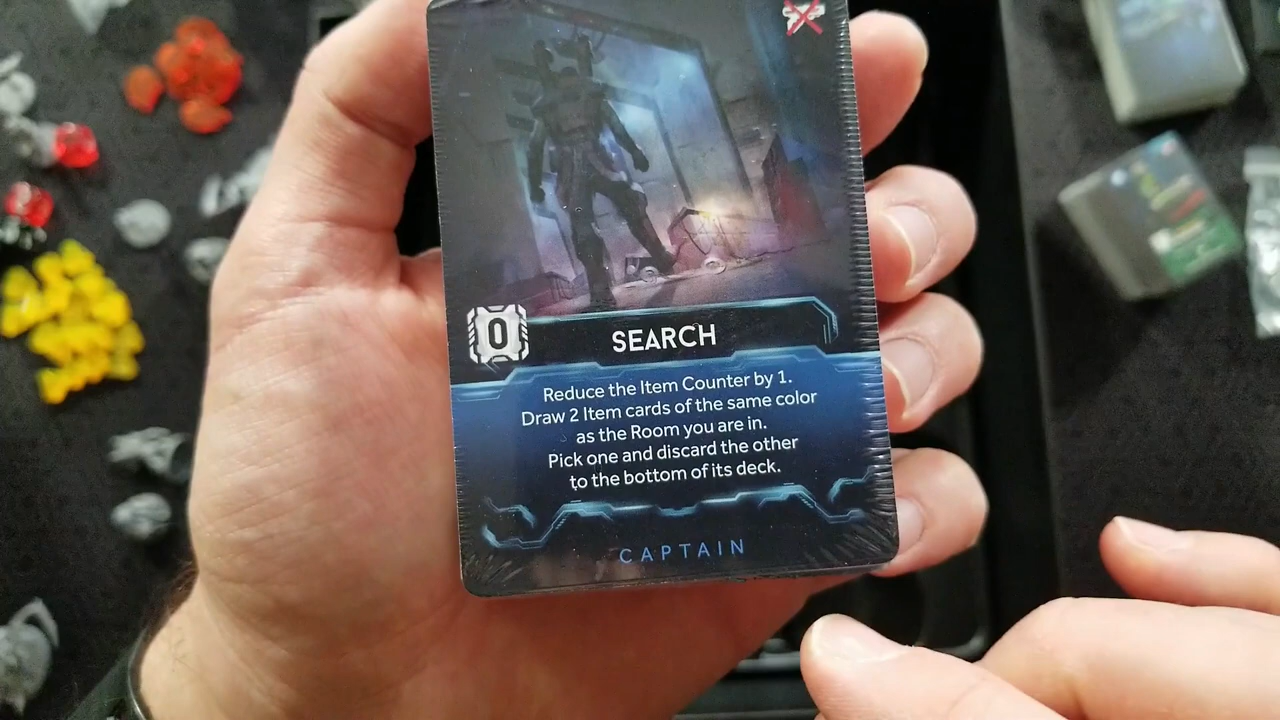 0
SEARCH
Reduce the Item Counter by 1.
Draw 2 Item cards of the same color
as the Room you are in.
Pick one and discard the other
to the bottom of its deck.
CAPTAIN